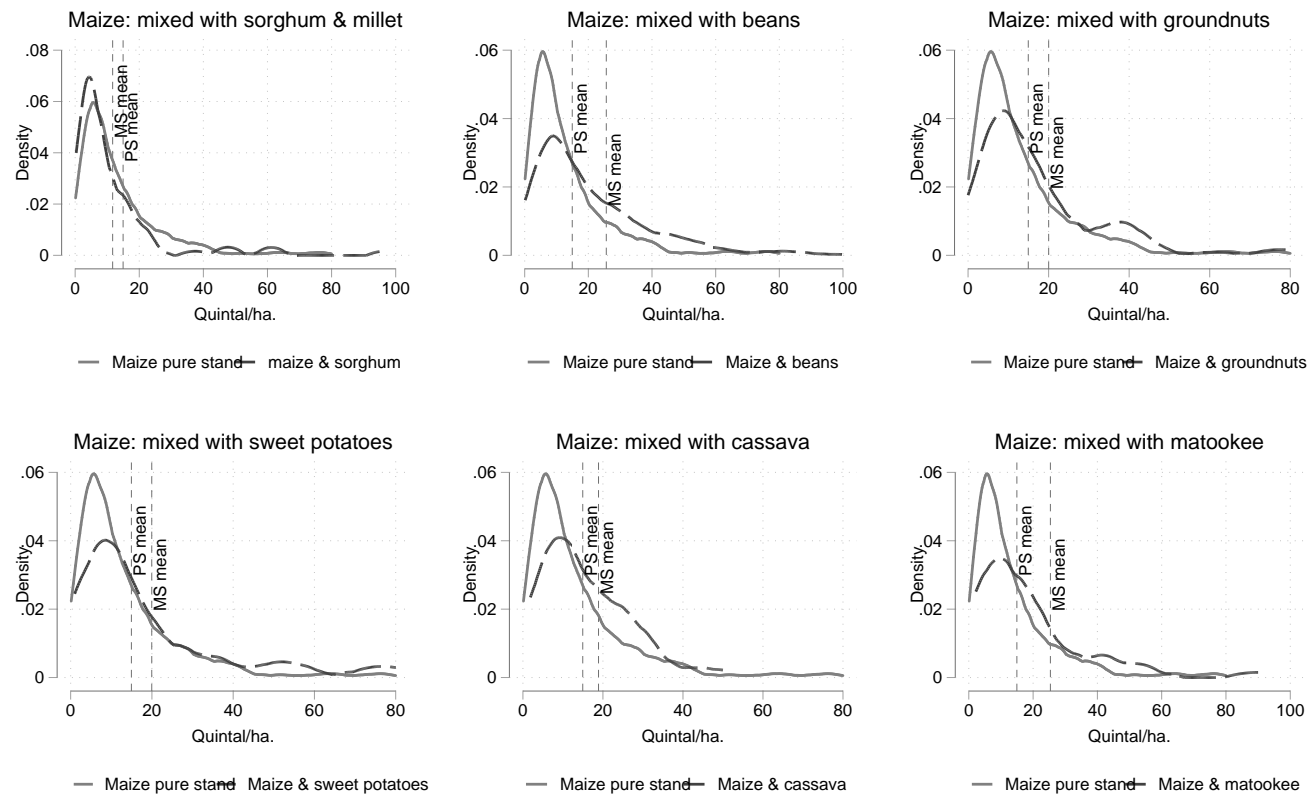 Maize: mixed with sorghum & millet
MS mean
PS mean
Density
.08
.06
.04
.02
0
0 20 40 60 80 100
Quintal/ha.
Maize pure stand maize & sorghum
Maize: mixed with beans
PS mean
MS mean
Density
.06
.04
.02
0
0 20 40 60 80 100
Quintal/ha.
Maize pure stand Maize & beans
Maize: mixed with groundnuts
PS mean
MS mean
Density
.06
.04
.02
0
0 20 40 60 80
Quintal/ha.
Maize pure stand Maize & groundnuts
Maize: mixed with sweet potatoes
PS mean
MS mean
Density
.06
.04
.02
0
0 20 40 60 80
Quintal/ha.
Maize pure stand Maize & sweet potatoes
Maize: mixed with cassava
PS mean
MS mean
Density
.06
.04
.02
0
0 20 40 60 80
Quintal/ha.
Maize pure stand Maize & cassava
Maize: mixed with matookee
PS mean
MS mean
Density
.06
.04
.02
0
0 20 40 60 80 100
Quintal/ha.
Maize pure stand Maize & matookee